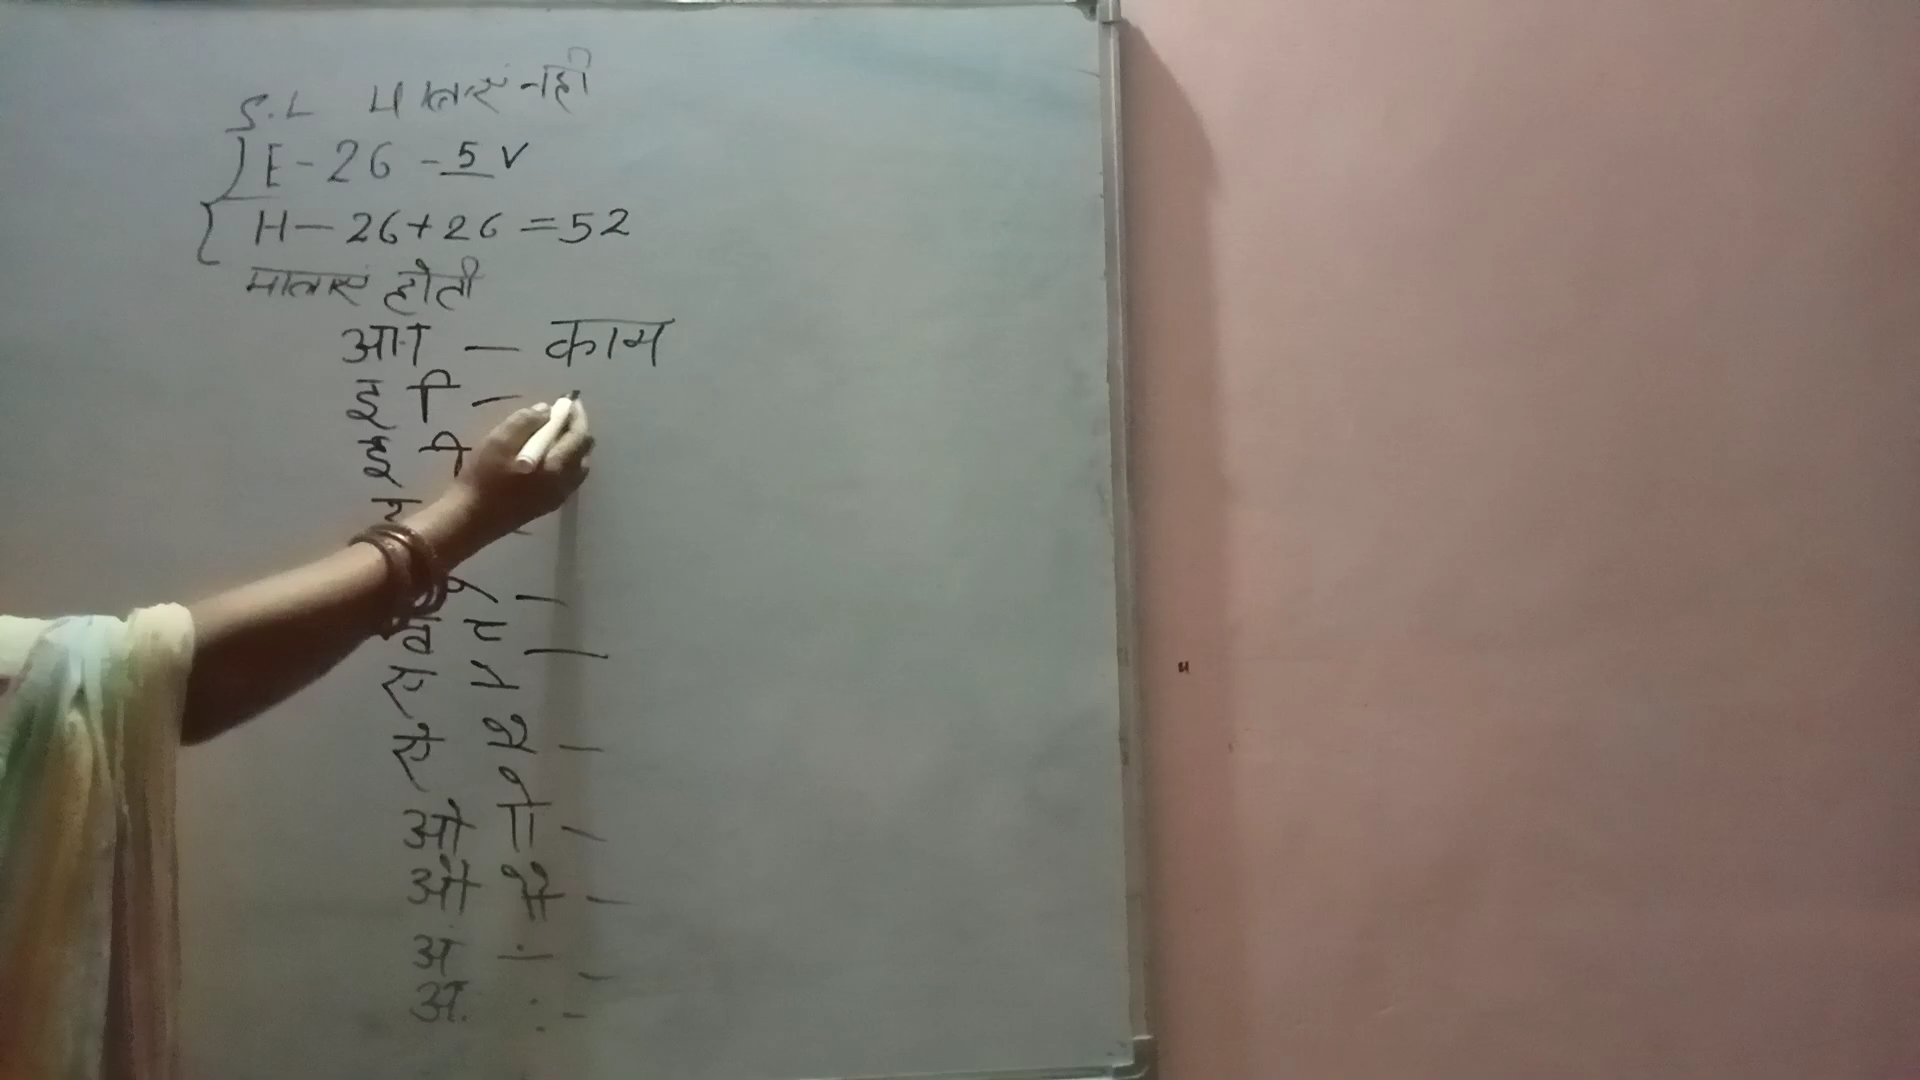 S.L मात्राएं नही
E - 26 - 5 V
H - 26 + 26 = 52
मात्राएं होती
आ ा - काम
इ ि -
ई ी
ए े
ऐ ै -
ओ ो -
औ ौ -
अं ं -
अः : -